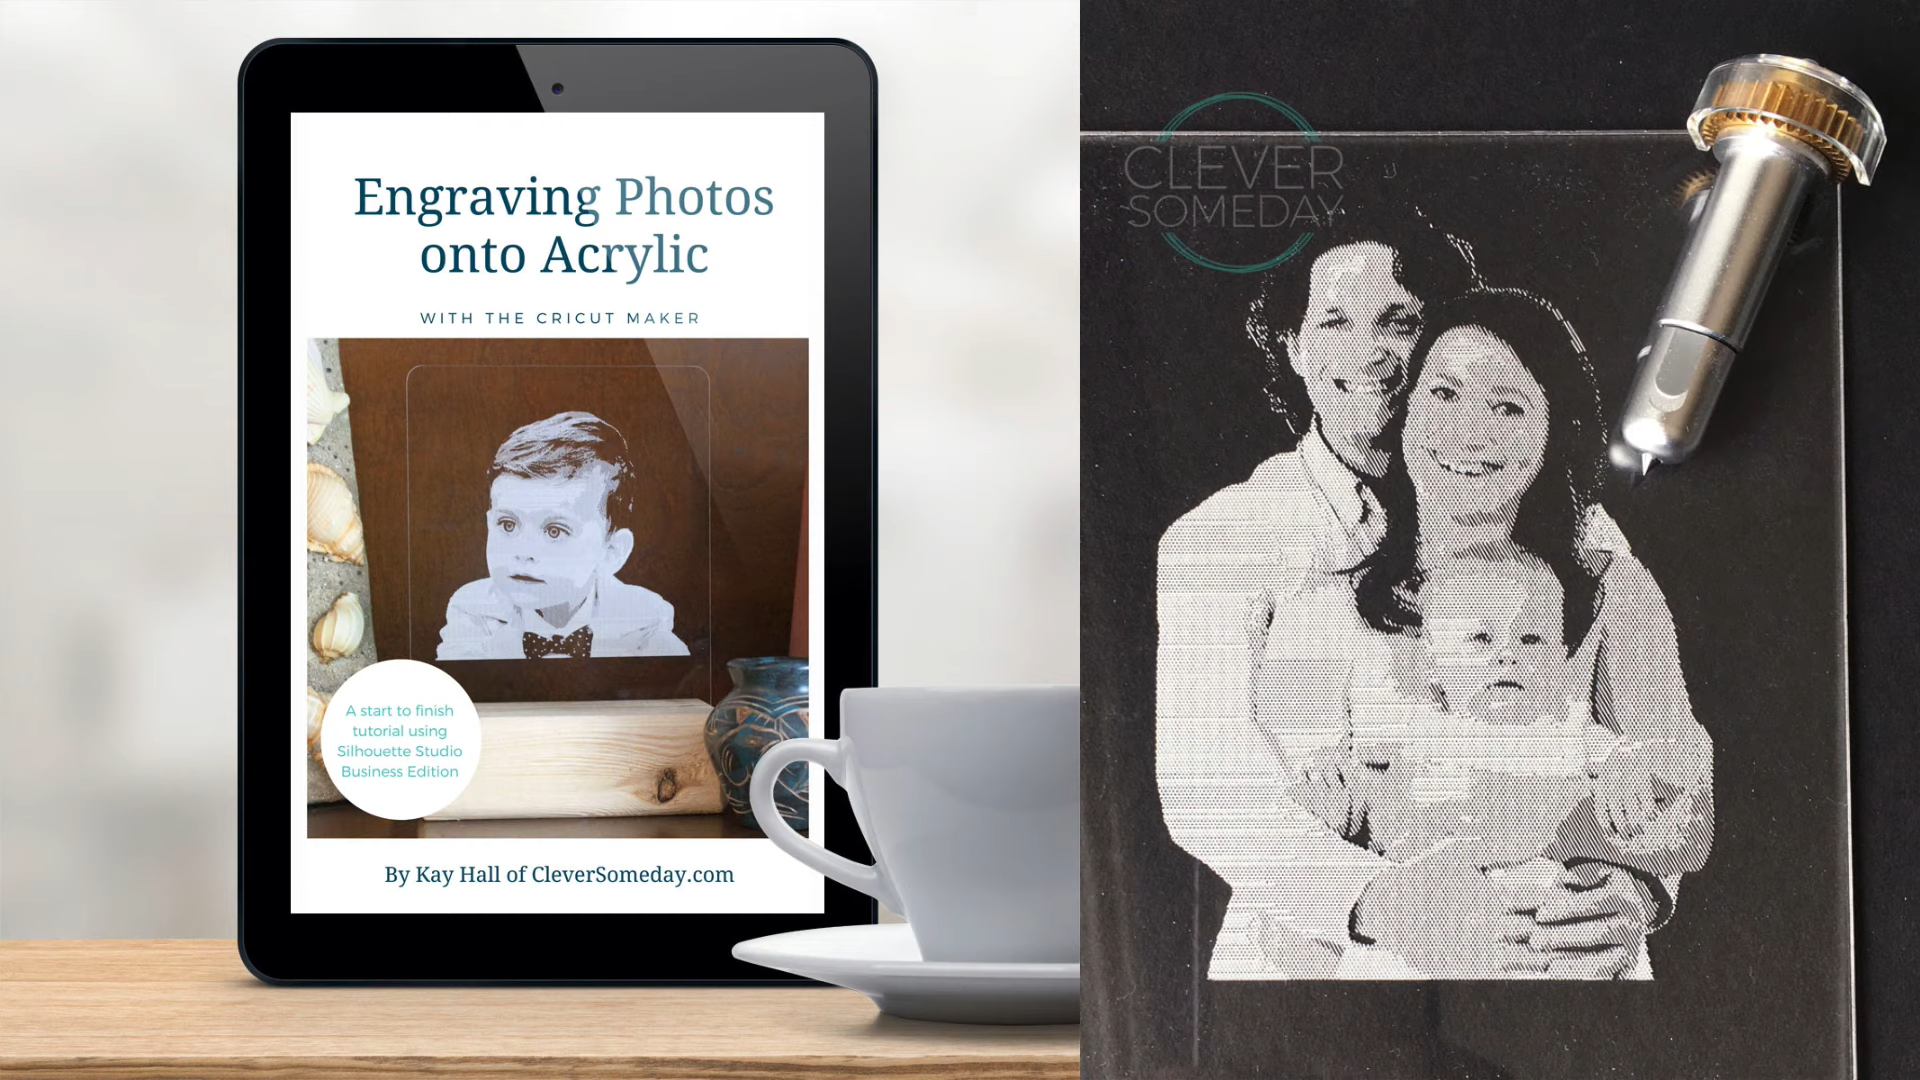 Engraving Photos
onto Acrylic
WITH THE CRICUT MAKER
A start to finish
tutorial using
Silhouette Studio
Business Edition
By Kay Hall of CleverSomeday.com
CLEVER
SOMEDAY